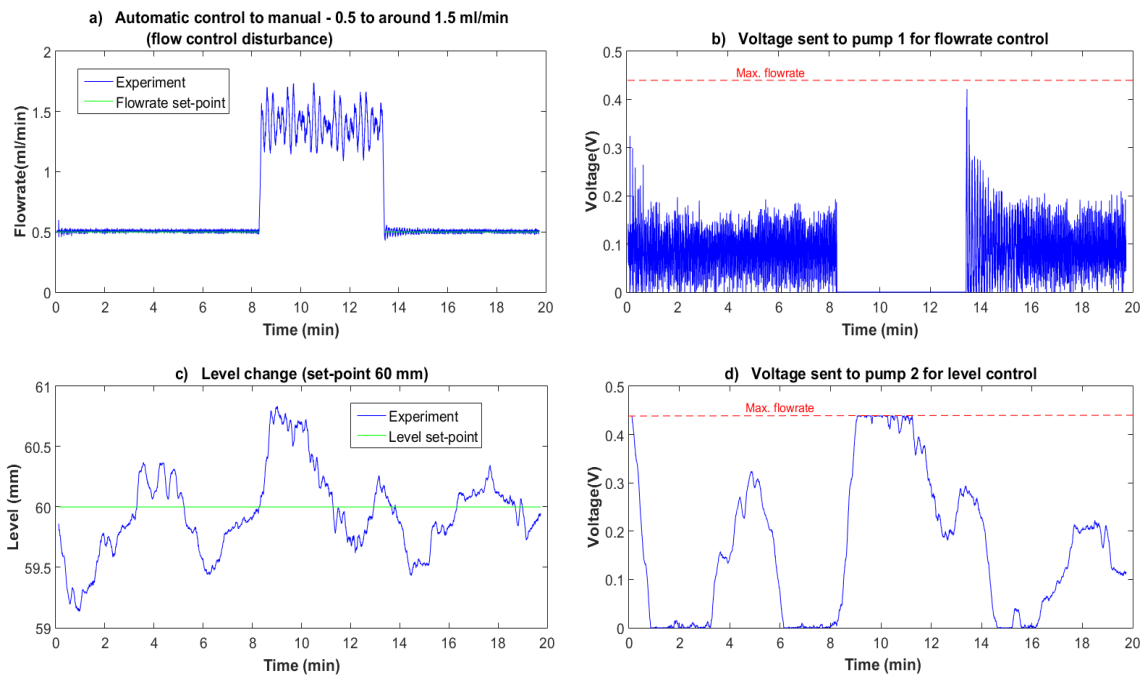 a) Automatic control to manual - 0.5 to around 1.5 ml/min
(flow control disturbance)
2
1.5
1
0.5
0
Flowrate(ml/min)
Experiment
Flowrate set-point
0 2 4 6 8 10 12 14 16 18 20
Time (min)
b) Voltage sent to pump 1 for flowrate control
0.5
0.4
0.3
0.2
0.1
0
Voltage(V)
Max. flowrate
0 2 4 6 8 10 12 14 16 18 20
Time (min)
c) Level change (set-point 60 mm)
61
60.5
60
59.5
59
Level (mm)
Experiment
Level set-point
0 2 4 6 8 10 12 14 16 18 20
Time (min)
d) Voltage sent to pump 2 for level control
0.5
0.4
0.3
0.2
0.1
0
Voltage(V)
Max. flowrate
0 2 4 6 8 10 12 14 16 18 20
Time (min)